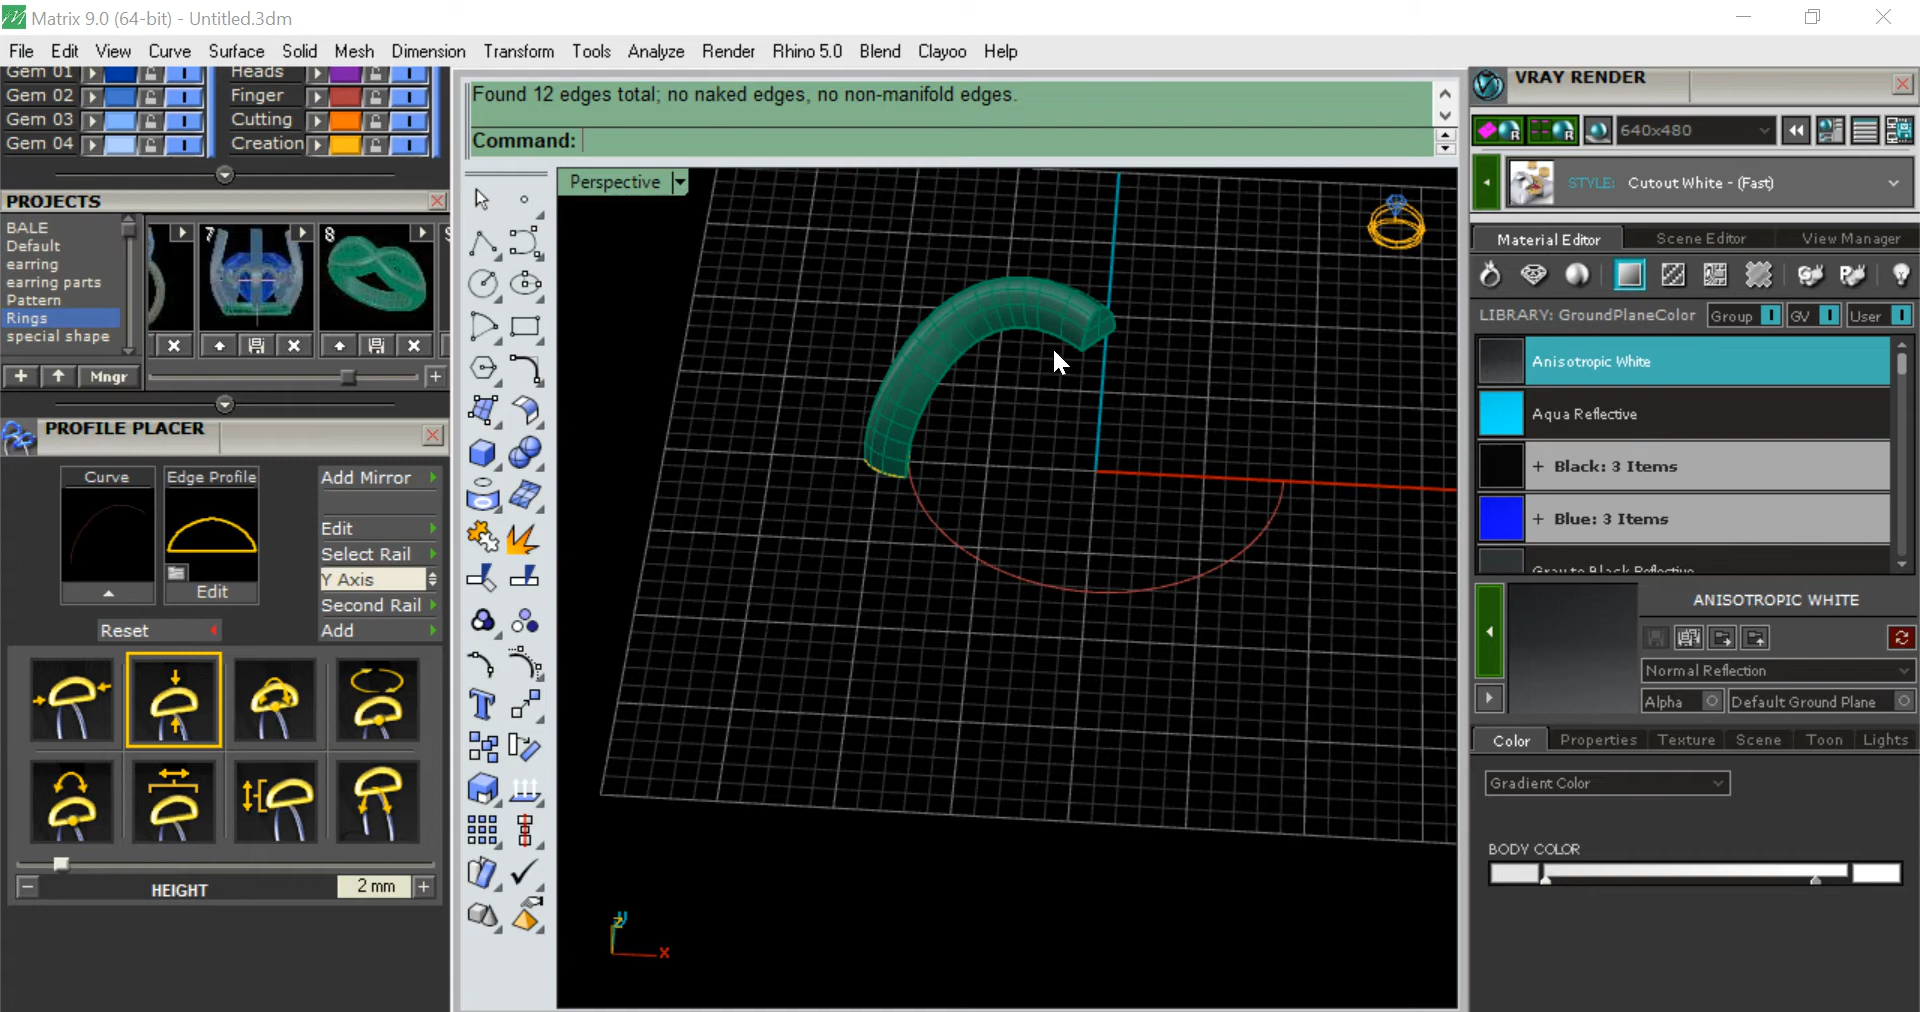 Matrix 9.0 (64-bit) - Untitled.3dm
File Edit View Curve Surface Solid Mesh Dimension Transform Tools Analyze Render Rhino 5.0 Blend Clayoo Help
Gem 01 Heads
Gem 02 Finger
Gem 03 Cutting
Gem 04 Creation
PROJECTS
BALE
Default
earring
earring parts
Pattern
Rings
special shape
7
8
Mngr
PROFILE PLACER
Curve
Edge Profile
Edit
Reset
Add Mirror
Edit
Select Rail
Y Axis
Second Rail
Add
HEIGHT
2 mm
Found 12 edges total; no naked edges, no non-manifold edges.
Command:
Perspective
y
z
x
VRAY RENDER
640x480
STYLE: Cutout White - (Fast)
Material Editor Scene Editor View Manager
LIBRARY: GroundPlaneColor Group GV User
Anisotropic White
Aqua Reflective
+ Black: 3 Items
+ Blue: 3 Items
Gray to Black Reflective
ANISOTROPIC WHITE
Normal Reflection
Alpha Default Ground Plane
Color Properties Texture Scene Toon Lights
Gradient Color
BODY COLOR